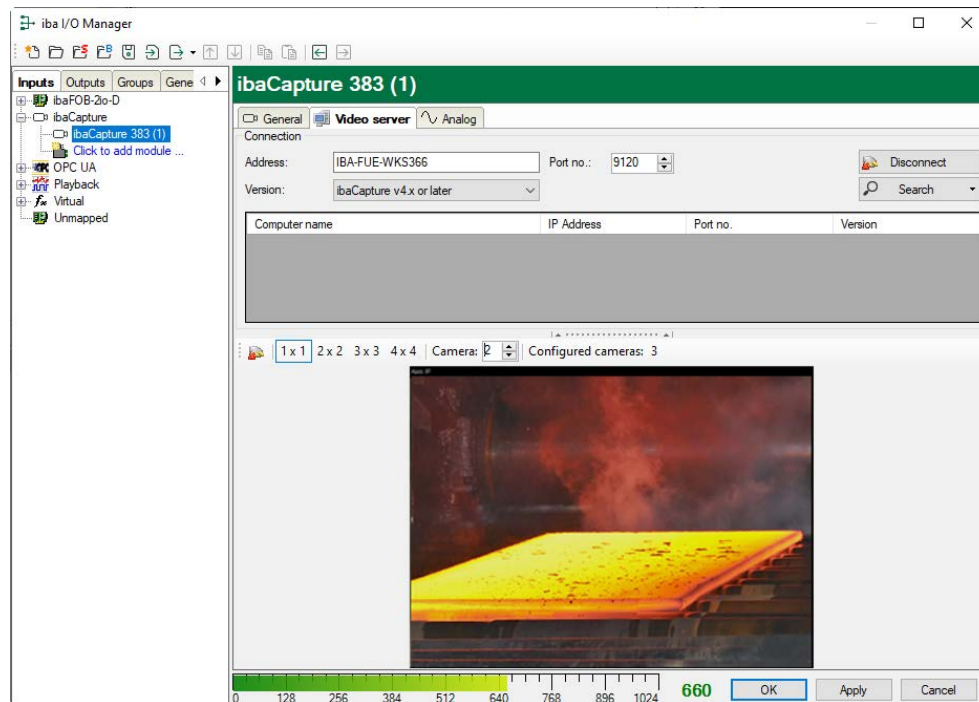 iba I/O Manager
Inputs Outputs Groups Gene
ibaFOB-2io-D
ibaCapture
ibaCapture 383 (1)
Click to add module ...
OPC UA
Playback
Virtual
Unmapped
ibaCapture 383 (1)
General Video server Analog
Connection
Address: IBA-FUE-WKS366 Port no.: 9120 Disconnect
Version: ibaCapture v4.x or later Search
Computer name IP Address Port no. Version
1 x 1 2 x 2 3 x 3 4 x 4 Camera: 2 Configured cameras: 3
0 128 256 384 512 640 768 896 1024 660 OK Apply Cancel